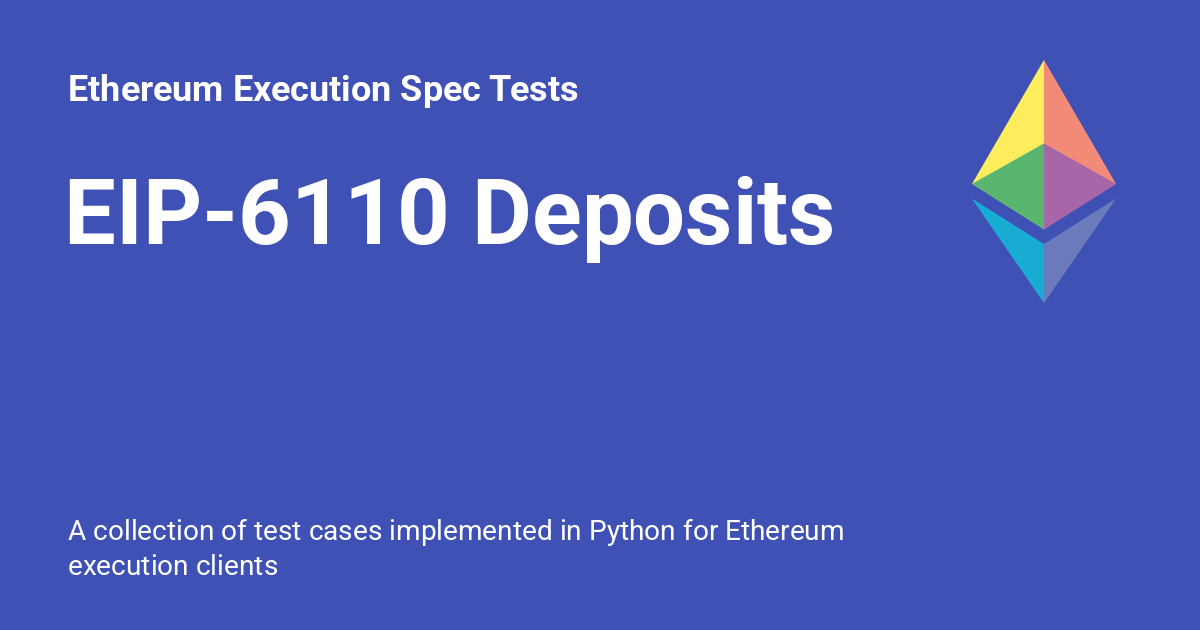 Ethereum Execution Spec Tests
EIP-6110 Deposits
A collection of test cases implemented in Python for Ethereum
execution clients